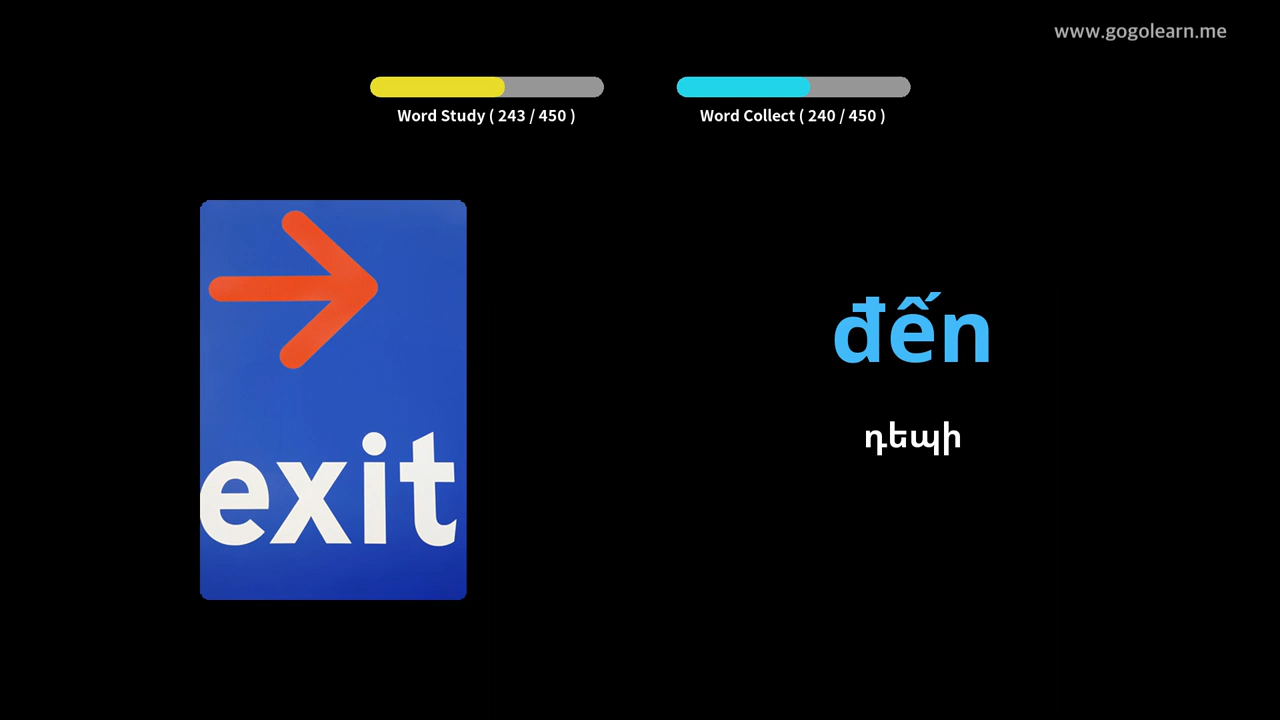 www.gogolearn.me
Word Study ( 243 / 450 )
Word Collect ( 240 / 450 )
exit
đến
դեպի